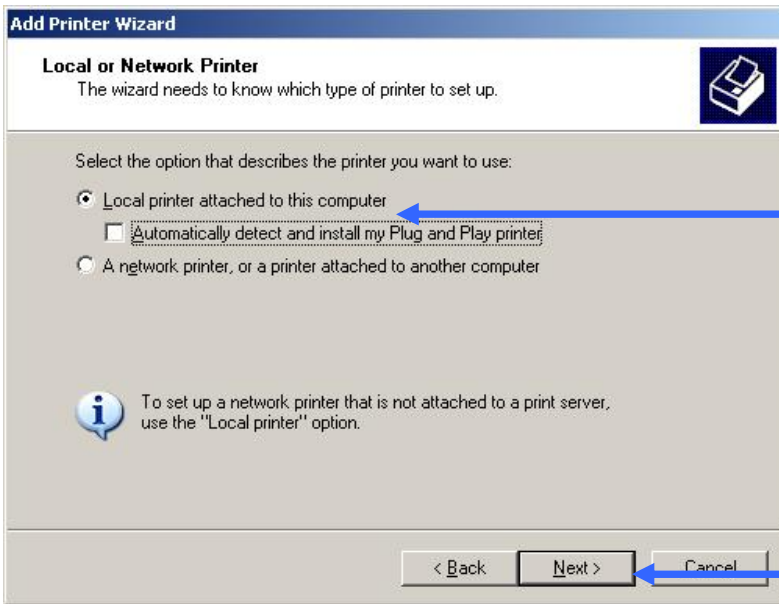 Add Printer Wizard
Local or Network Printer
The wizard needs to know which type of printer to set up.
Select the option that describes the printer you want to use:
Local printer attached to this computer
Automatically detect and install my Plug and Play printer
A network printer, or a printer attached to another computer
To set up a network printer that is not attached to a print server,
use the "Local printer" option.
< Back Next > Cancel